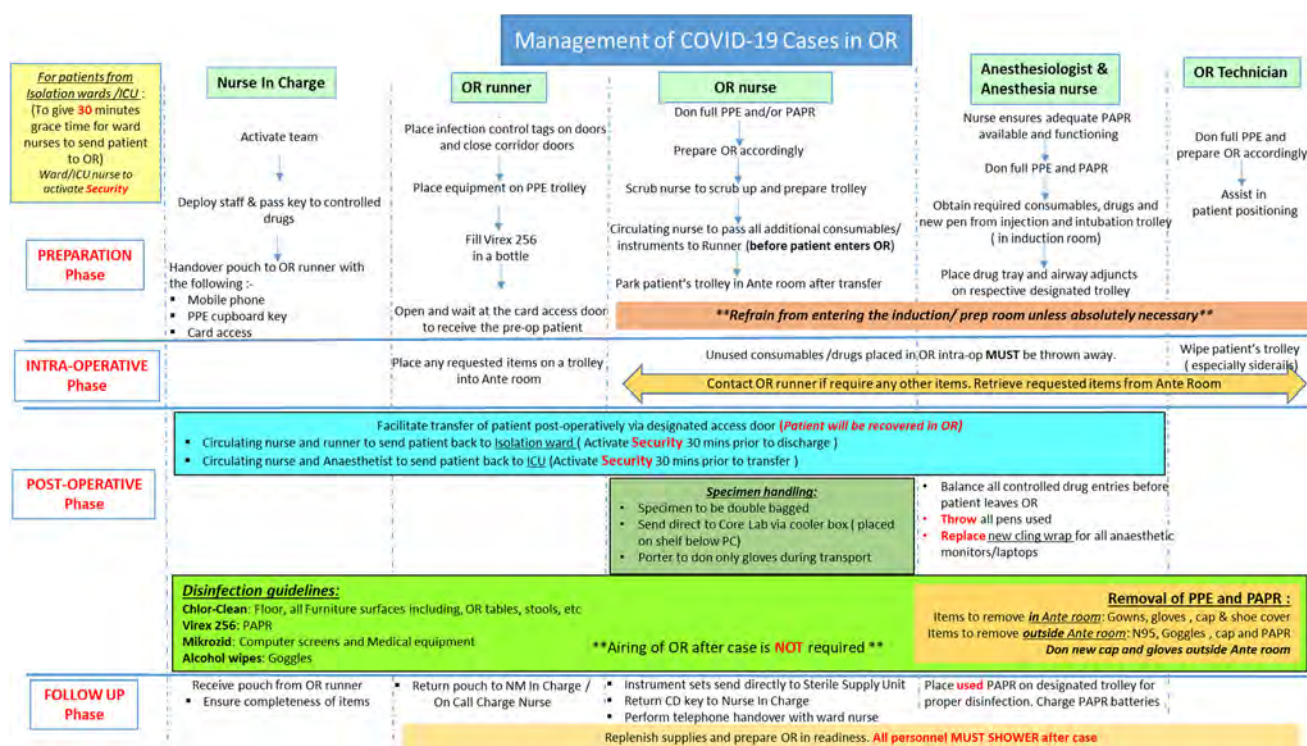 Management of COVID-19 Cases in OR
For patients from
Isolation wards /ICU :
(To give 30 minutes
grace time for ward
nurses to send patient
to OR)
Ward/ICU nurse to
activate Security
Nurse In Charge
OR runner
OR nurse
Anesthesiologist &
Anesthesia nurse
OR Technician
PREPARATION
Phase
Activate team
Deploy staff & pass key to controlled
drugs
Handover pouch to OR runner with
the following :-
▪ Mobile phone
▪ PPE cupboard key
▪ Card access
Place infection control tags on doors
and close corridor doors
Place equipment on PPE trolley
Fill Virex 256
in a bottle
Open and wait at the card access door
to receive the pre-op patient
Don full PPE and/or PAPR
Prepare OR accordingly
Scrub nurse to scrub up and prepare trolley
Circulating nurse to pass all additional consumables/
instruments to Runner (before patient enters OR)
Park patient's trolley in Ante room after transfer
Nurse ensures adequate PAPR
available and functioning
Don full PPE and PAPR
Obtain required consumables, drugs and
new pen from injection and intubation trolley
( in induction room)
Place drug tray and airway adjuncts
on respective designated trolley
Don full PPE and
prepare OR accordingly
Assist in
patient positioning
**Refrain from entering the induction/ prep room unless absolutely necessary**
INTRA-OPERATIVE
Phase
Place any requested items on a trolley
into Ante room
Unused consumables /drugs placed in OR intra-op MUST be thrown away.
Wipe patient's trolley
( especially siderails)
Contact OR runner if require any other items. Retrieve requested items from Ante Room
POST-OPERATIVE
Phase
Facilitate transfer of patient post-operatively via designated access door (Patient will be recovered in OR)
▪ Circulating nurse and runner to send patient back to Isolation ward ( Activate Security 30 mins prior to discharge )
▪ Circulating nurse and Anaesthetist to send patient back to ICU (Activate Security 30 mins prior to transfer )
Specimen handling:
• Specimen to be double bagged
• Send direct to Core Lab via cooler box ( placed
on shelf below PC)
• Porter to don only gloves during transport
• Balance all controlled drug entries before
patient leaves OR
• Throw all pens used
• Replace new cling wrap for all anaesthetic
monitors/laptops
Disinfection guidelines:
Chlor-Clean: Floor, all Furniture surfaces including, OR tables, stools, etc
Virex 256: PAPR
Mikrozid: Computer screens and Medical equipment
Alcohol wipes: Goggles
**Airing of OR after case is NOT required **
Removal of PPE and PAPR :
Items to remove in Ante room: Gowns, gloves , cap & shoe cover
Items to remove outside Ante room: N95, Goggles , cap and PAPR
Don new cap and gloves outside Ante room
FOLLOW UP
Phase
Receive pouch from OR runner
▪ Ensure completeness of items
Return pouch to NM In Charge /
On Call Charge Nurse
▪ Instrument sets send directly to Sterile Supply Unit
▪ Return CD key to Nurse In Charge
▪ Perform telephone handover with ward nurse
Place used PAPR on designated trolley for
proper disinfection. Charge PAPR batteries
Replenish supplies and prepare OR in readiness. All personnel MUST SHOWER after case